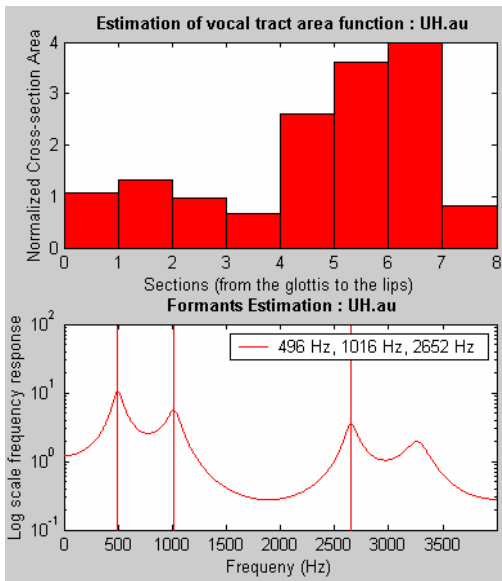 Estimation of vocal tract area function : UH.au
Normalized Cross-section Area
4
3
2
1
0
0 1 2 3 4 5 6 7 8
Sections (from the glottis to the lips)
Formants Estimation : UH.au
Log scale frequency response
10^2
10^1
10^0
10^-1
496 Hz, 1016 Hz, 2652 Hz
0 500 1000 1500 2000 2500 3000 3500
Frequeny (Hz)